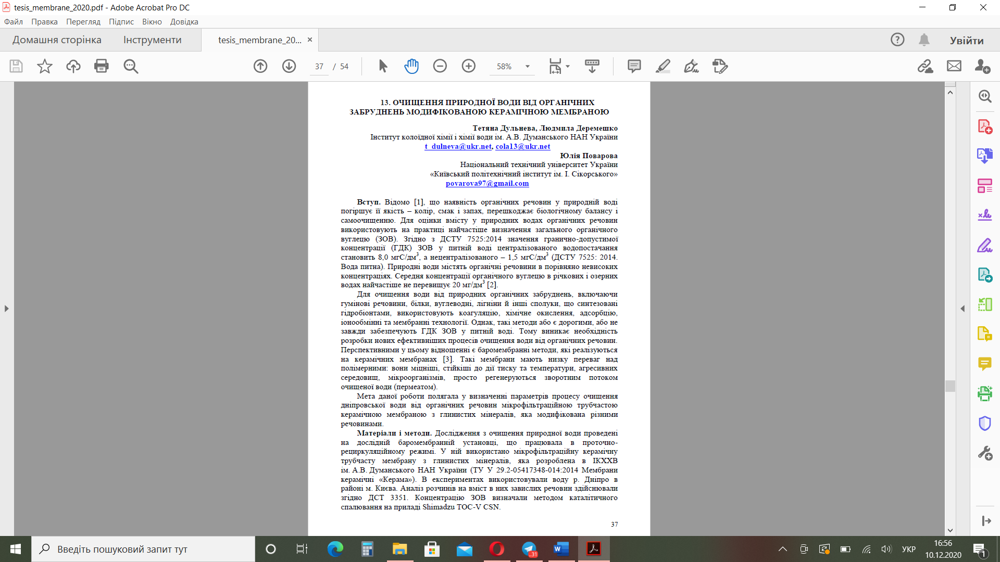 tesis_membrane_2020.pdf - Adobe Acrobat Pro DC
Файл Правка Перегляд Підпис Вікно Довідка
Домашня сторінка Інструменти tesis_membrane_20... × Увійти
37 / 54 58%
13. ОЧИЩЕННЯ ПРИРОДНОЇ ВОДИ ВІД ОРГАНІЧНИХ
ЗАБРУДНЕНЬ МОДИФІКОВАНОЮ КЕРАМІЧНОЮ МЕМБРАНОЮ
Тетяна Дульнева, Людмила Деремешко
Інститут колоїдної хімії і хімії води ім. А.В. Думанського НАН України
t_dulneva@ukr.net, cola13@ukr.net
Юлія Поварова
Національний технічний університет України
«Київський політехнічний інститут ім. І. Сікорського»
povarova97@gmail.com
Вступ. Відомо [1], що наявність органічних речовин у природній воді
погіршує її якість – колір, смак і запах, перешкоджає біологічному балансу і
самоочищенню. Для оцінки вмісту у природних водах органічних речовин
використовують на практиці найчастіше визначення загального органічного
вуглецю (ЗОВ). Згідно з ДСТУ 7525:2014 значення гранично-допустимої
концентрації (ГДК) ЗОВ у питній воді централізованого водопостачання
становить 8,0 мгС/дм³, а нецентралізованого – 1,5 мгС/дм³ (ДСТУ 7525: 2014.
Вода питна). Природні води містять органічні речовини в порівняно невисоких
концентраціях. Середня концентрації органічного вуглецю в річкових і озерних
водах найчастіше не перевищує 20 мг/дм³ [2].
Для очищення води від природних органічних забруднень, включаючи
гумінові речовини, білки, вуглеводні, лігніни й інші сполуки, що синтезовані
гідробіонтами, використовують коагуляцію, хімічне окислення, адсорбцію,
іонообмінні та мембранні технології. Однак, такі методи або є дорогими, або не
завжди забезпечують ГДК ЗОВ у питній воді. Тому виникає необхідність
розробки нових ефективніших процесів очищення води від органічних речовин.
Перспективними у цьому відношенні є баромембранні методи, які реалізуються
на керамічних мембранах [3]. Такі мембрани мають низку переваг над
полімерними: вони міцніші, стійкіші до дії тиску та температури, агресивних
середовищ, мікроорганізмів, просто регенеруються зворотним потоком
очищеної води (пермеатом).
Мета даної роботи полягала у визначенні параметрів процесу очищення
дніпровської води від органічних речовин мікрофільтраційною трубчастою
керамічною мембраною з глинистих мінералів, яка модифікована різними
речовинами.
Матеріали і методи. Дослідження з очищення природної води проведені
на дослідній баромембранній установці, що працювала в проточно-
рециркуляційному режимі. У ній використано мікрофільтраційну керамічну
трубчасту мембрану з глинистих мінералів, яка розроблена в ІКХХВ
ім. А.В. Думанського НАН України (ТУ У 29.2-05417348-014:2014 Мембрани
керамічні «Керама»). В експериментах використовували воду р. Дніпро в
районі м. Києва. Аналіз розчинів на вміст в них завислих речовин здійснювали
згідно ДСТ 3351. Концентрацію ЗОВ визначали методом каталітичного
спалювання на приладі Shimadzu TOC-V CSN.
37
Введіть пошуковий запит тут
..31
УКР
16:56
10.12.2020
1